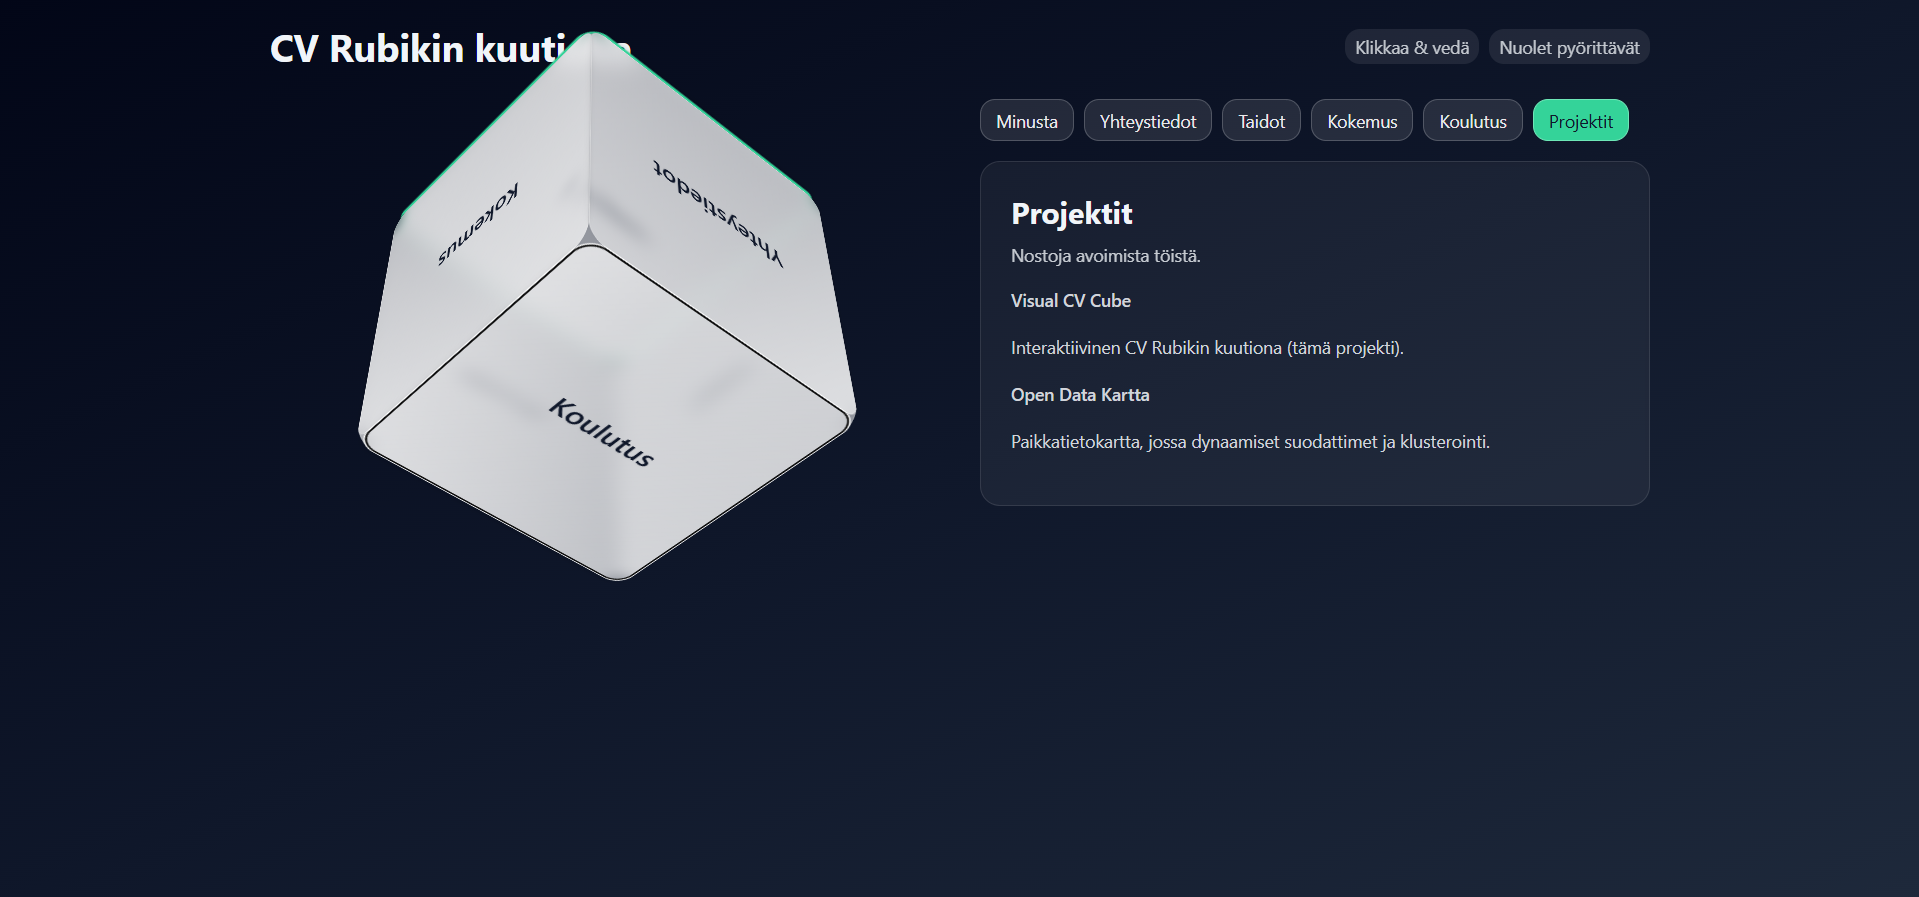 CV Rubikin kuuti
Klikkaa & vedä
Nuolet pyörittävät
Minusta
Yhteystiedot
Taidot
Kokemus
Koulutus
Projektit
Kokemus
Yhteystiedot
Koulutus
Projektit
Nostoja avoimista töistä.
Visual CV Cube
Interaktiivinen CV Rubikin kuutiona (tämä projekti).
Open Data Kartta
Paikkatietokartta, jossa dynaamiset suodattimet ja klusterointi.